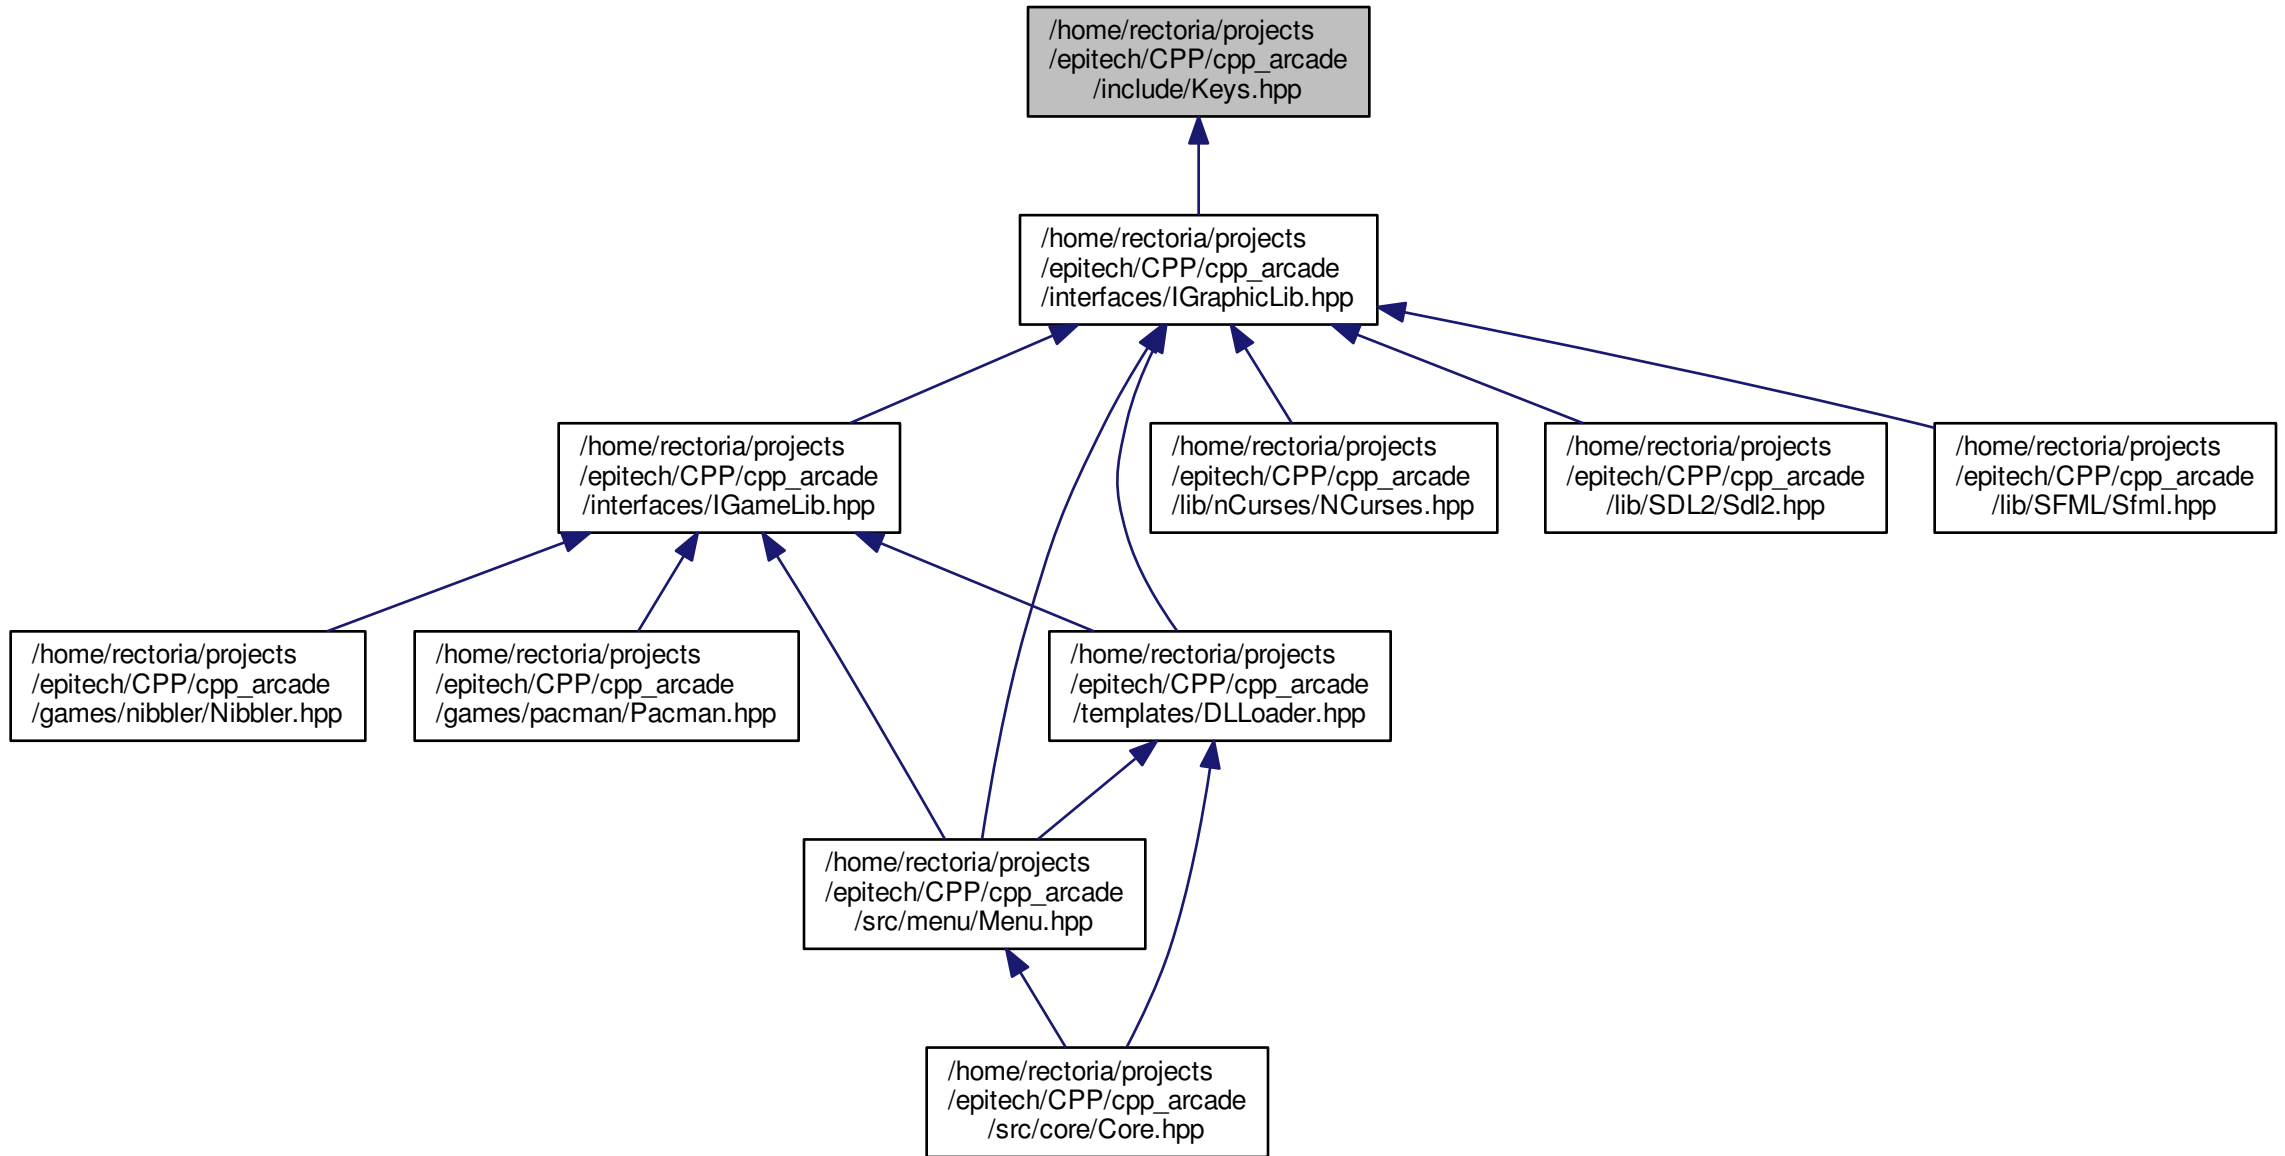 /home/rectoria/projects
/epitech/CPP/cpp_arcade
/include/Keys.hpp
/home/rectoria/projects
/epitech/CPP/cpp_arcade
/interfaces/IGraphicLib.hpp
/home/rectoria/projects
/epitech/CPP/cpp_arcade
/interfaces/IGameLib.hpp
/home/rectoria/projects
/epitech/CPP/cpp_arcade
/lib/nCurses/NCurses.hpp
/home/rectoria/projects
/epitech/CPP/cpp_arcade
/lib/SDL2/Sdl2.hpp
/home/rectoria/projects
/epitech/CPP/cpp_arcade
/lib/SFML/Sfml.hpp
/home/rectoria/projects
/epitech/CPP/cpp_arcade
/games/nibbler/Nibbler.hpp
/home/rectoria/projects
/epitech/CPP/cpp_arcade
/games/pacman/Pacman.hpp
/home/rectoria/projects
/epitech/CPP/cpp_arcade
/templates/DLLoader.hpp
/home/rectoria/projects
/epitech/CPP/cpp_arcade
/src/menu/Menu.hpp
/home/rectoria/projects
/epitech/CPP/cpp_arcade
/src/core/Core.hpp